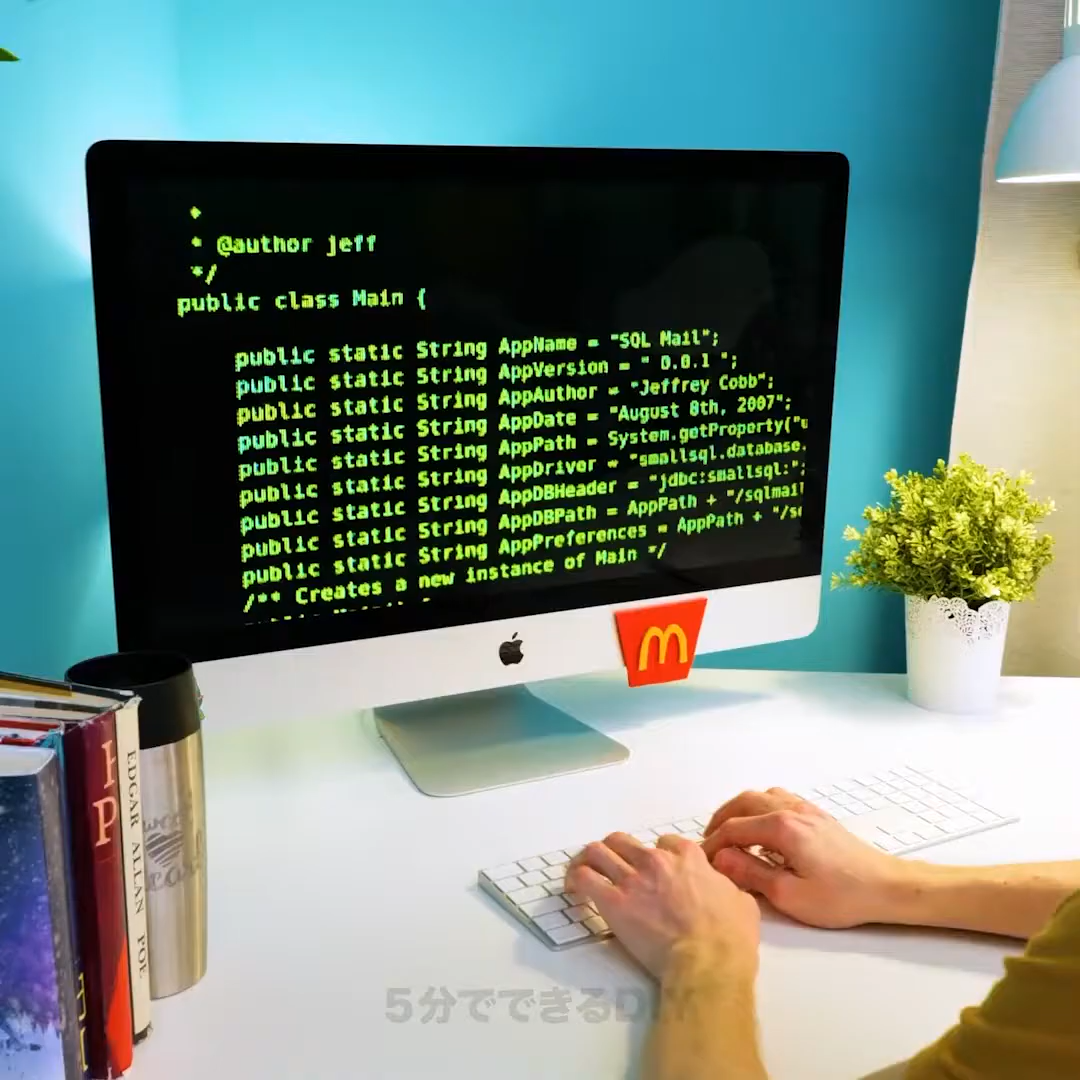 *
* @author jeff
*/
public class Main {
public static String AppName = "SQL Mail";
public static String AppVersion = " 0.0.1 ";
public static String AppAuthor = "Jeffrey Cobb";
public static String AppDate = "August 8th, 2007";
public static String AppPath = System.getProperty("u
public static String AppDriver = "smallsql.database.
public static String AppDBHeader = "jdbc:smallsql:";
public static String AppDBPath = AppPath + "/sqlmail
public static String AppPreferences = AppPath + "/s
/** Creates a new instance of Main */
EDGAR ALLAN POE
5分でできるDIY